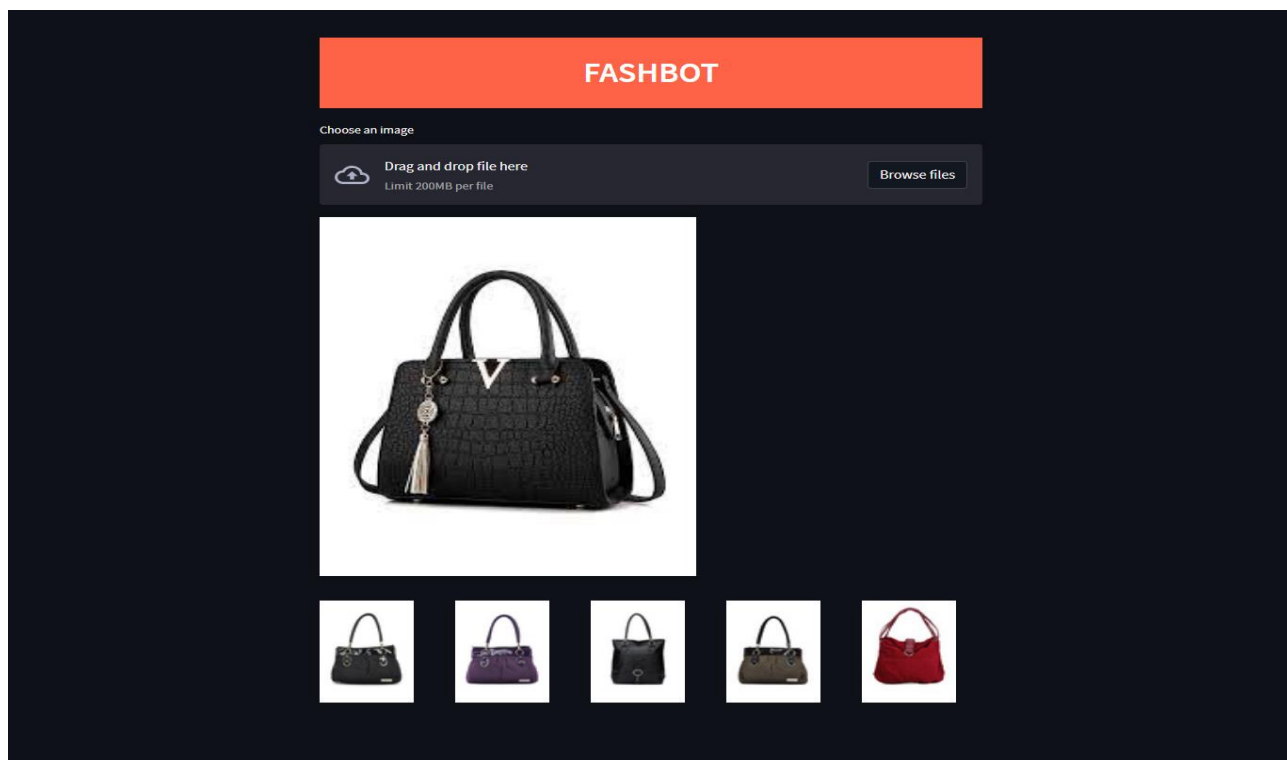 FASHBOT
Choose an image
Drag and drop file here
Limit 200MB per file
Browse files
V